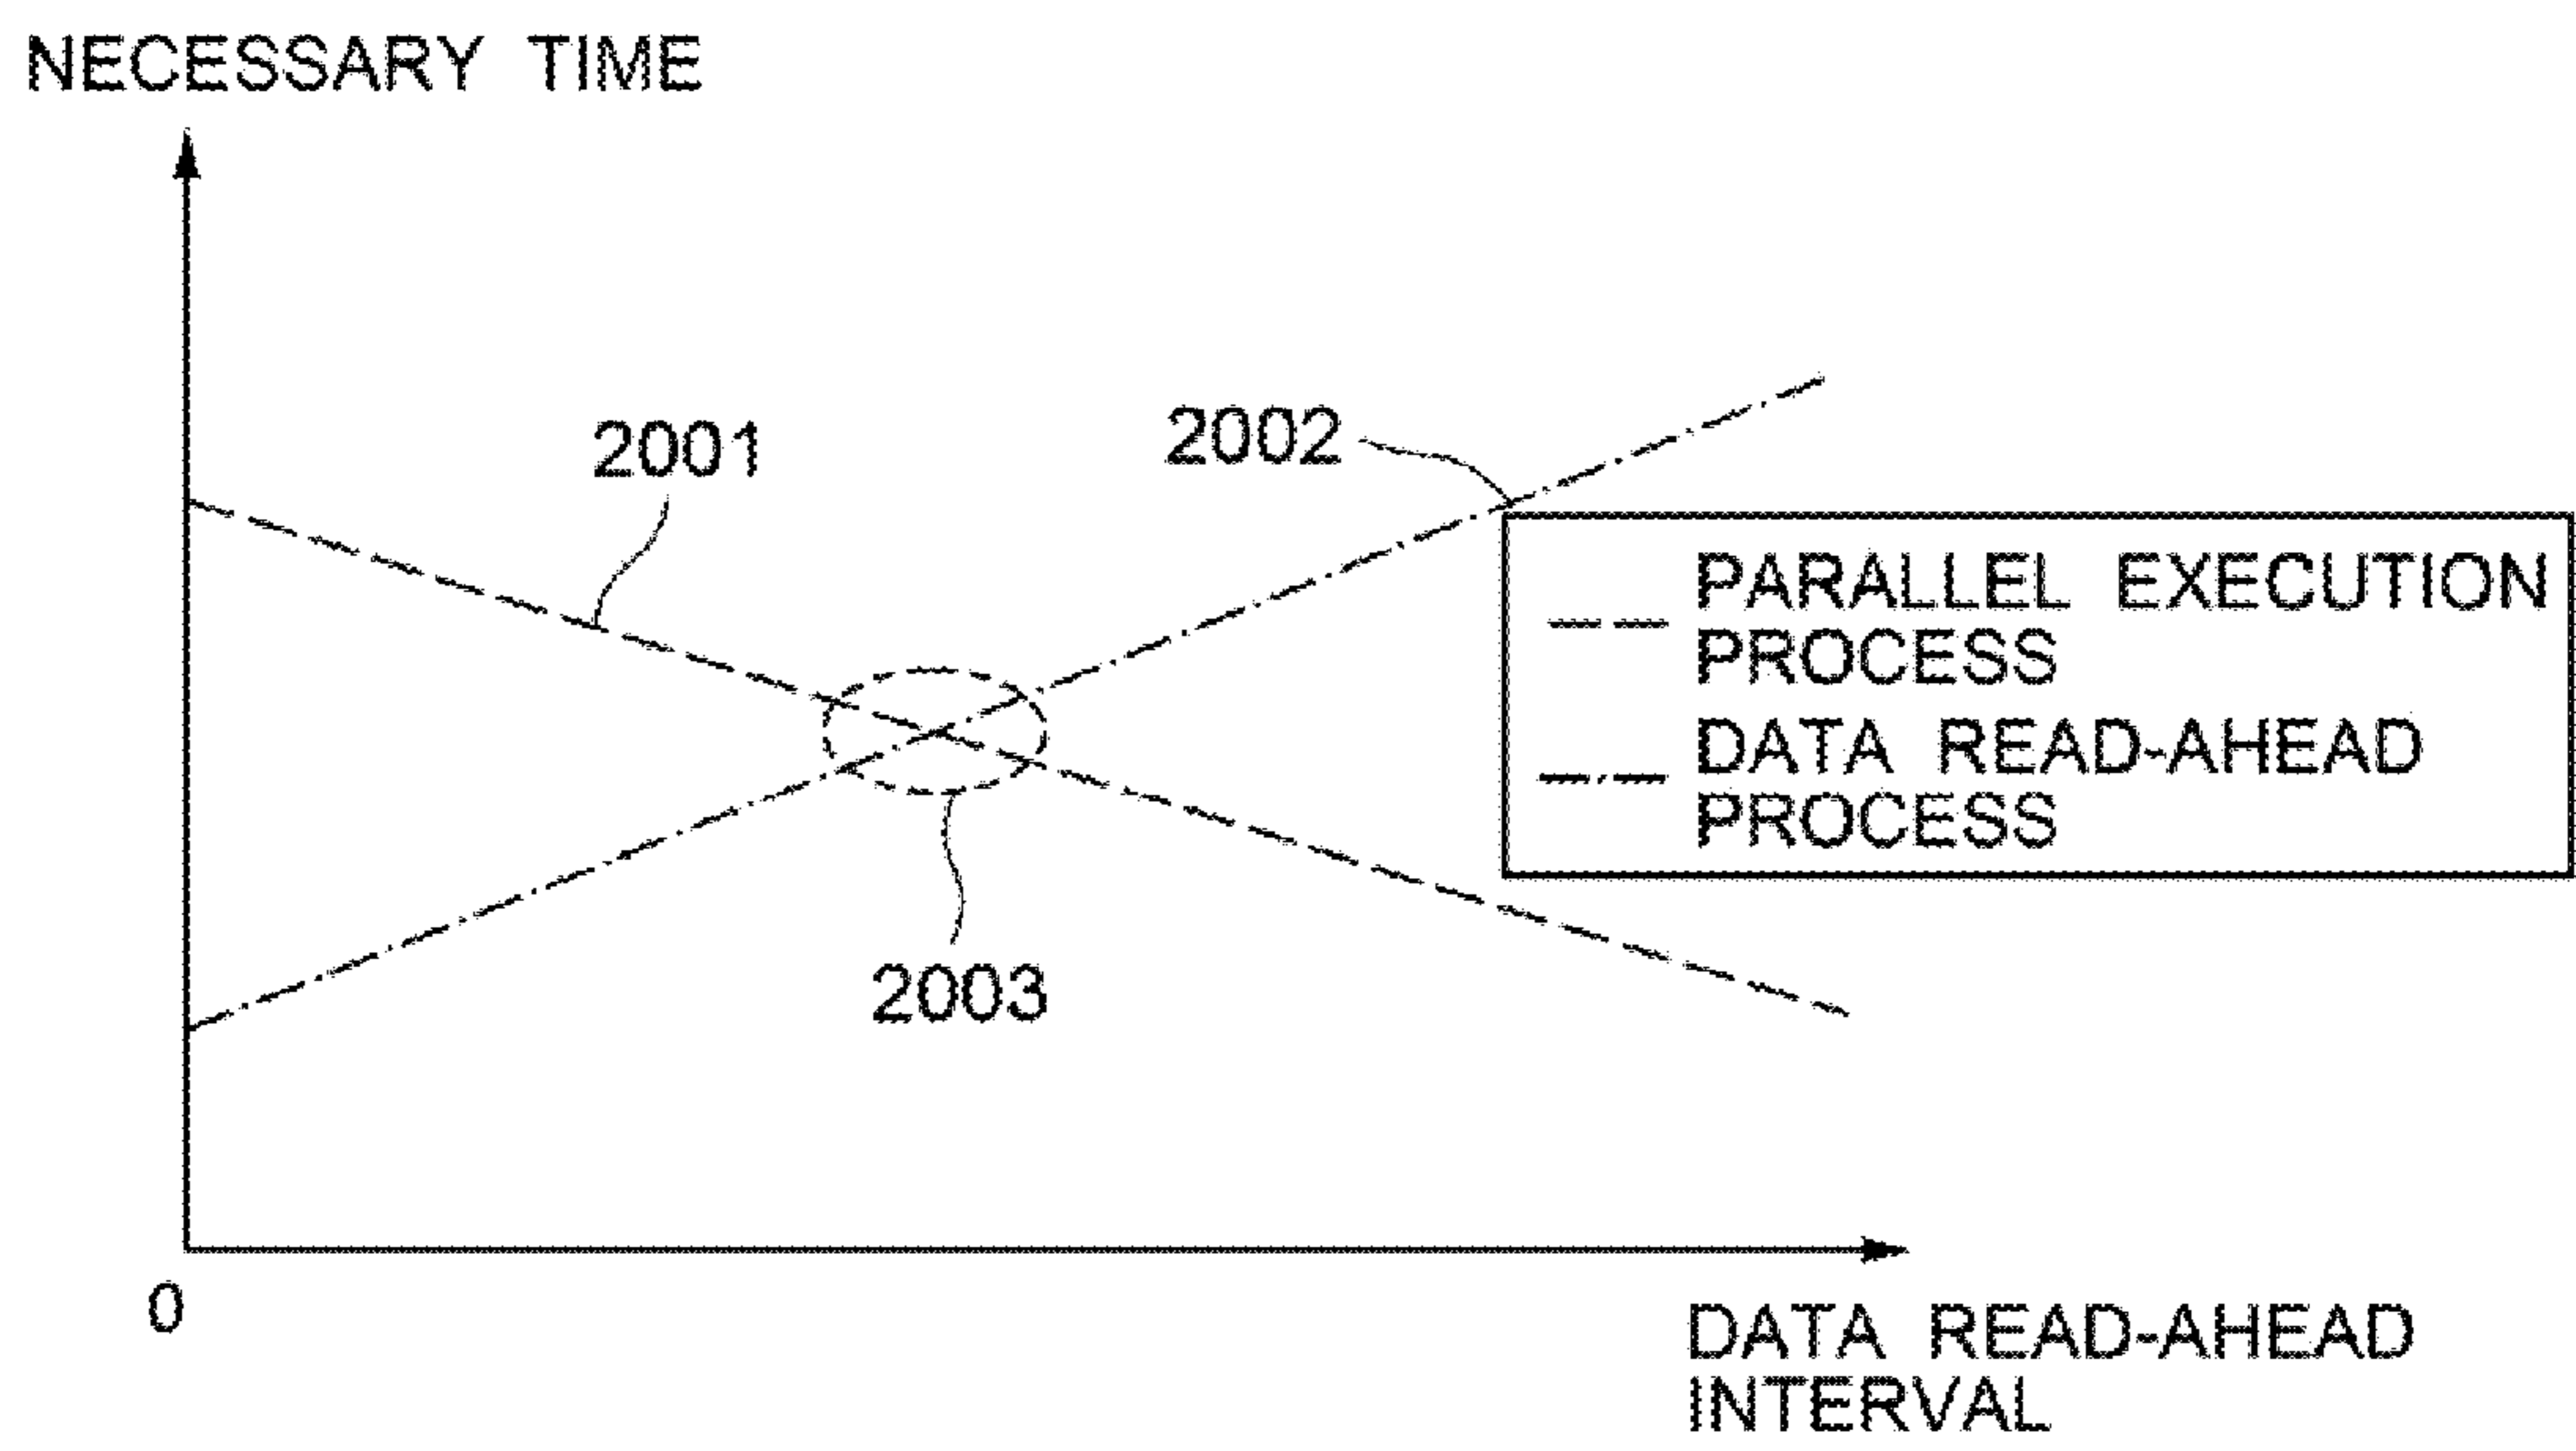 NECESSARY TIME
2001
2002
PARALLEL EXECUTION
PROCESS
DATA READ-AHEAD
PROCESS
2003
0
DATA READ-AHEAD
INTERVAL